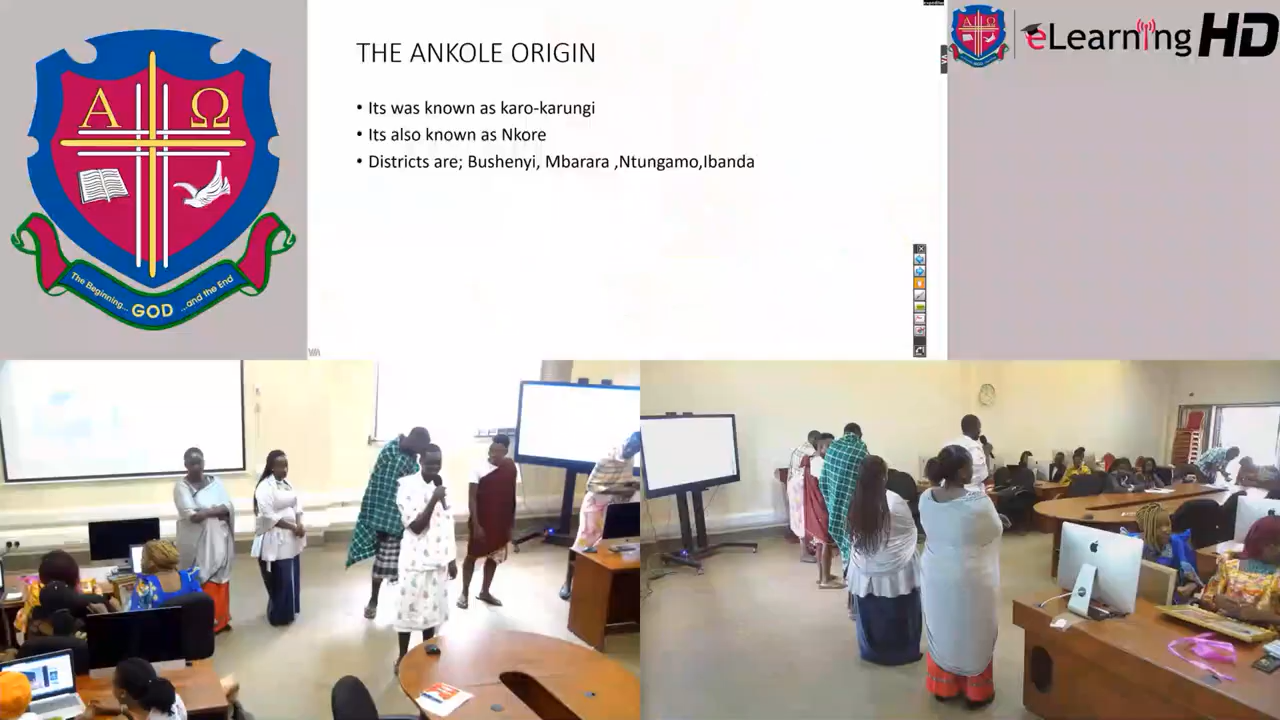 Α Ω
The Beginning... GOD ...and the End
THE ANKOLE ORIGIN
• Its was known as karo-karungi
• Its also known as Nkore
• Districts are; Bushenyi, Mbarara ,Ntungamo,Ibanda
eLearning HD